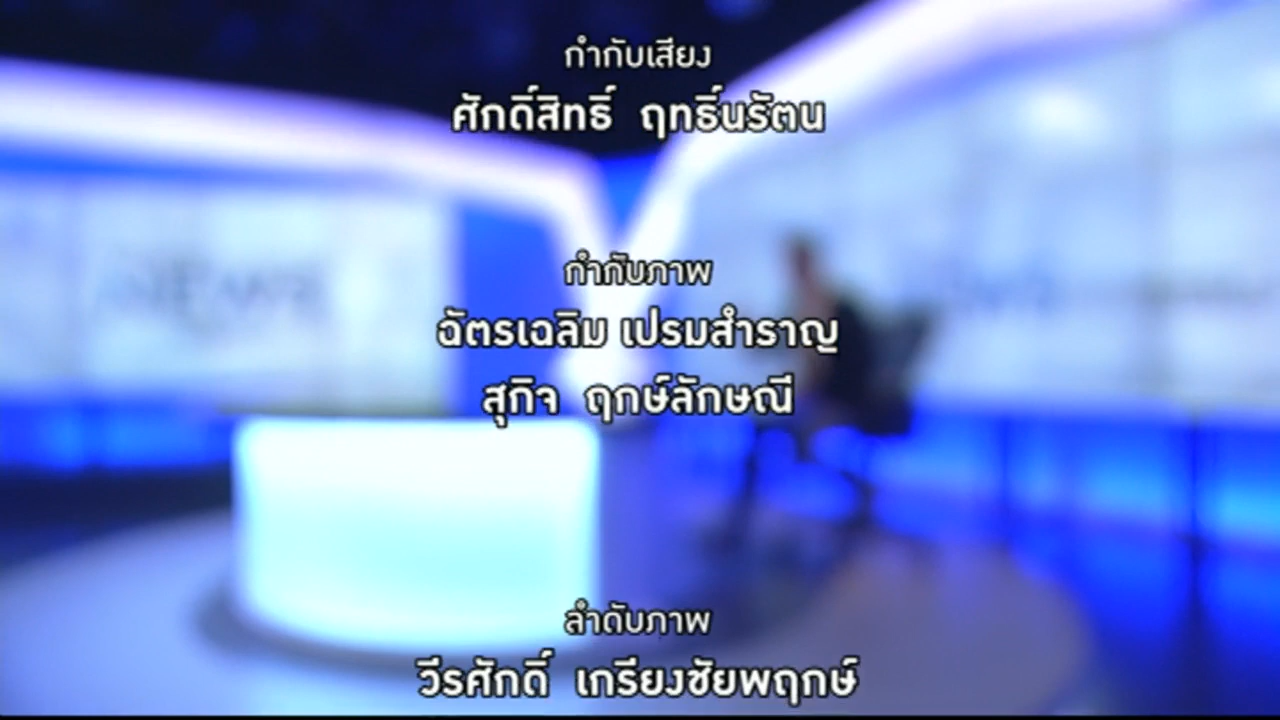 กำกับเสียง
ศักดิ์สิทธิ์ ฤทธิ์นรัตน
กำกับภาพ
ฉัตรเฉลิม เปรมสำราญ
สุกิจ ฤกษ์ลักษณี
ลำดับภาพ
วีรศักดิ์ เกรียงชัยพฤกษ์